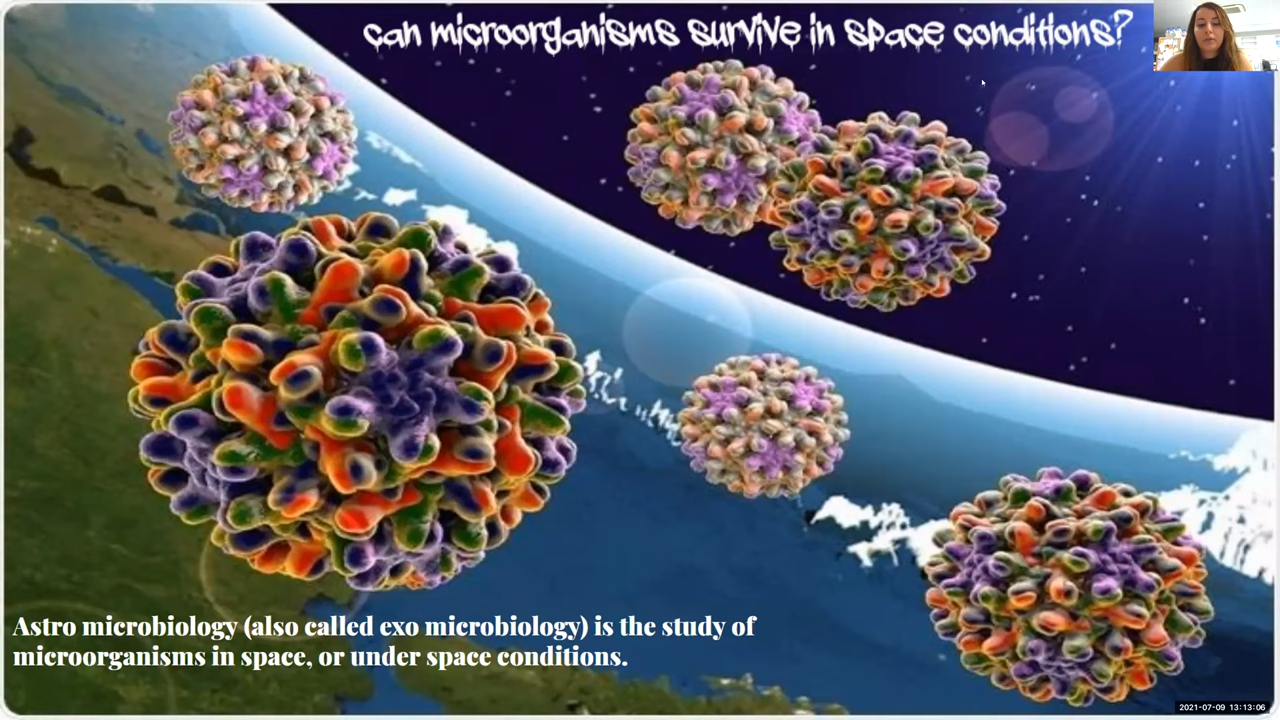 can microorganisms survive in space conditions?
Astro microbiology (also called exo microbiology) is the study of
microorganisms in space, or under space conditions.
2021-07-09 13:13:06